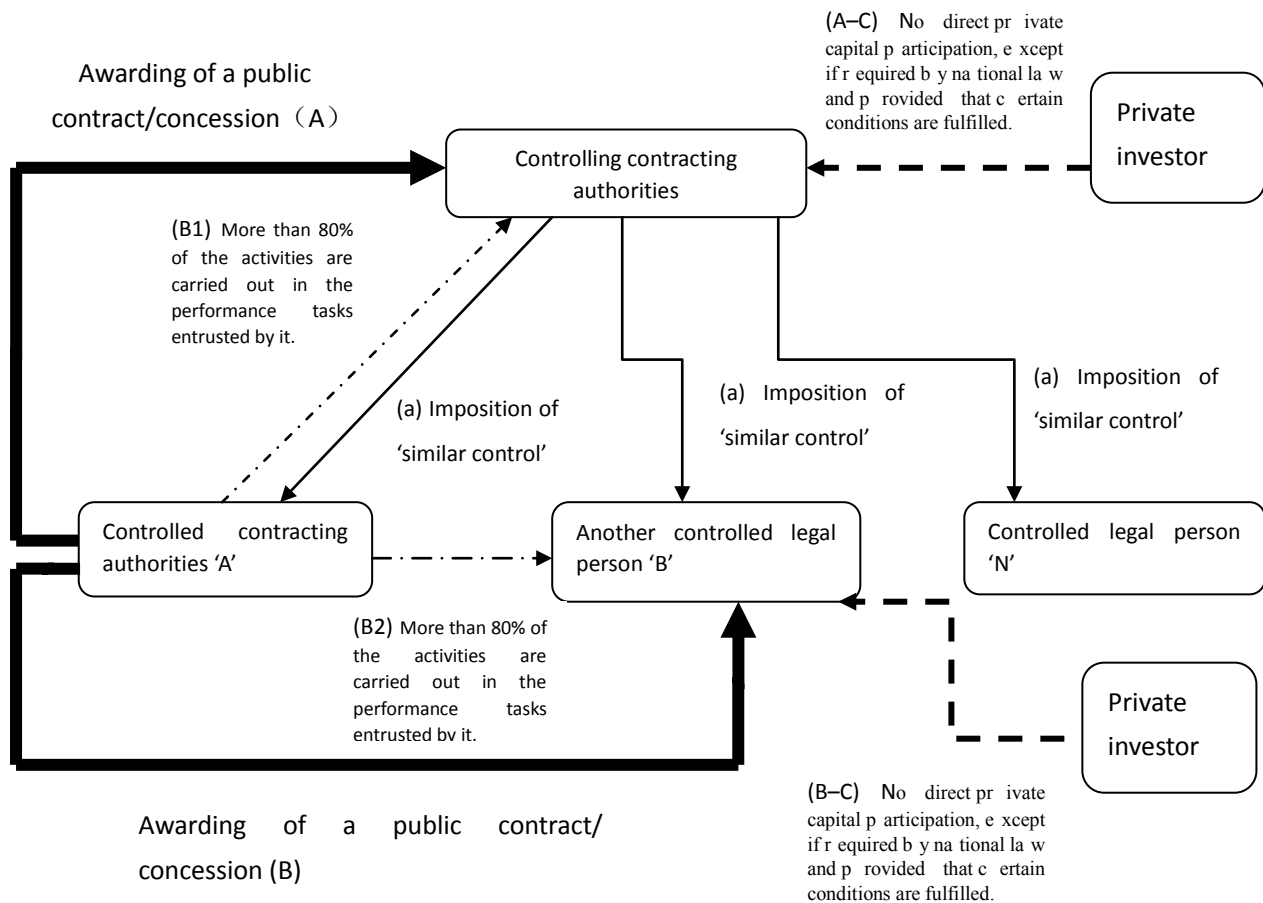 (A–C) No direct pr ivate
capital p articipation, e xcept
if r equired b y na tional la w
and p rovided that c ertain
conditions are fulfilled.
Awarding of a public
contract/concession（A）
Private
investor
Controlling contracting
authorities
(B1) More than 80%
of the activities are
carried out in the
performance tasks
entrusted by it.
(a) Imposition of
‘similar control’
(a) Imposition of
‘similar control’
(a) Imposition of
‘similar control’
Controlled contracting
authorities ‘A’
Another controlled legal
person ‘B’
Controlled legal person
‘N’
(B2) More than 80% of
the activities are
carried out in the
performance tasks
entrusted by it.
Private
investor
(B–C) No direct pr ivate
capital p articipation, e xcept
if r equired b y na tional la w
and p rovided that c ertain
conditions are fulfilled.
Awarding of a public contract/
concession (B)